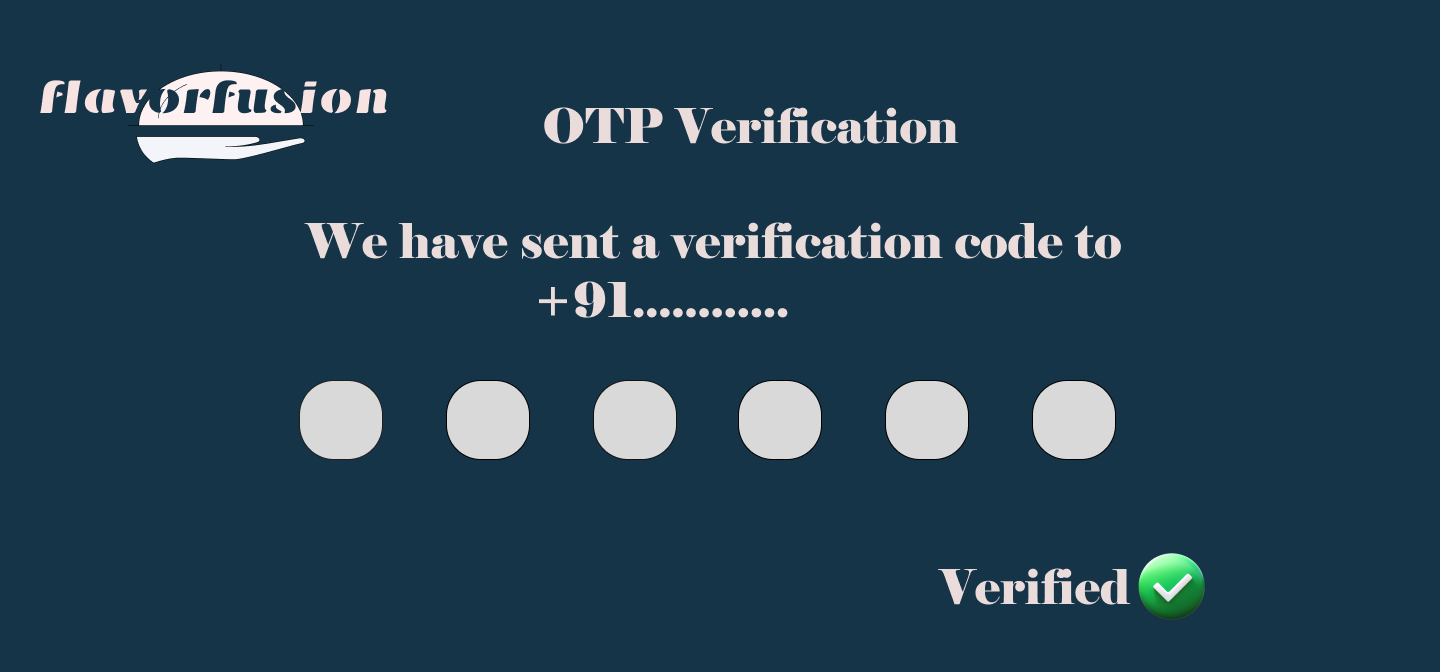 flavorfusion
OTP Verification
We have sent a verification code to
+91............
Verified